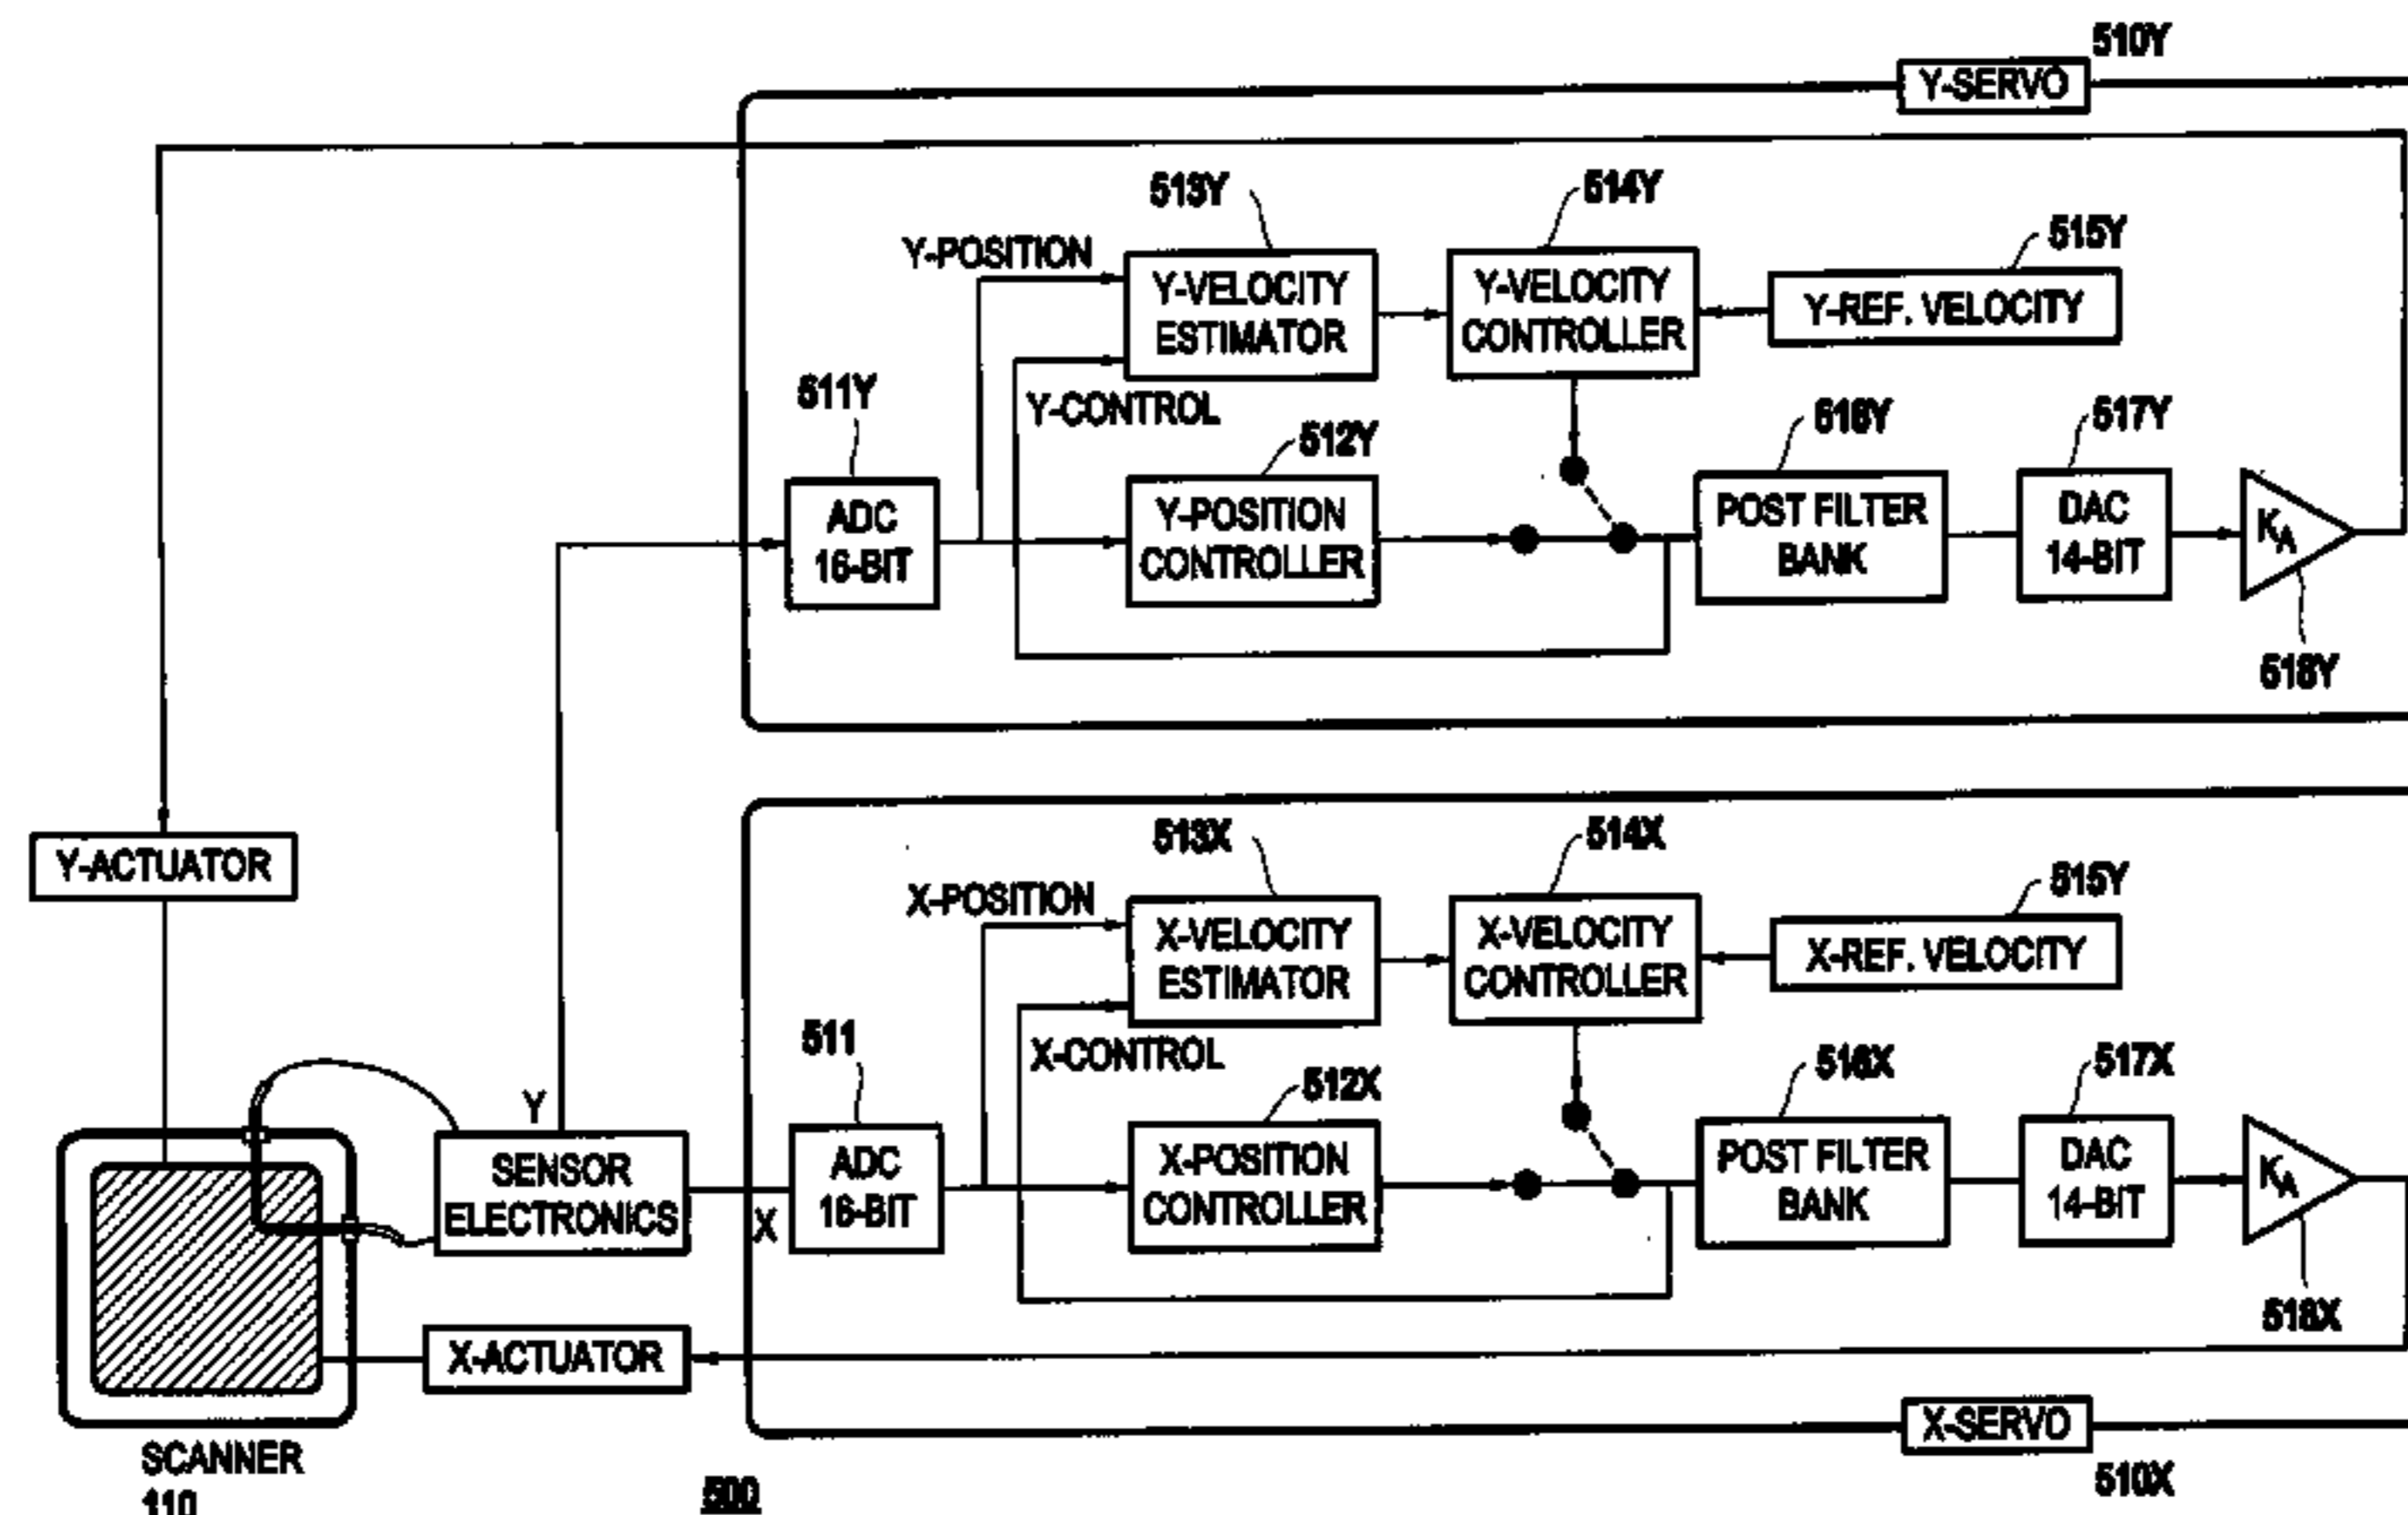 510Y
Y-SERVO
513Y
514Y
515Y
Y-POSITION
Y-VELOCITY
ESTIMATOR
Y-VELOCITY
CONTROLLER
Y-REF. VELOCITY
511Y
Y-CONTROL
512Y
516Y
517Y
ADC
16-BIT
Y-POSITION
CONTROLLER
POST FILTER
BANK
DAC
14-BIT
KA
518Y
Y-ACTUATOR
513X
514X
515Y
X-POSITION
X-VELOCITY
ESTIMATOR
X-VELOCITY
CONTROLLER
X-REF. VELOCITY
511
X-CONTROL
512X
516X
517X
Y
SENSOR
ELECTRONICS
X
ADC
16-BIT
X-POSITION
CONTROLLER
POST FILTER
BANK
DAC
14-BIT
KA
518X
X-ACTUATOR
X-SERVO
510X
SCANNER
110
500